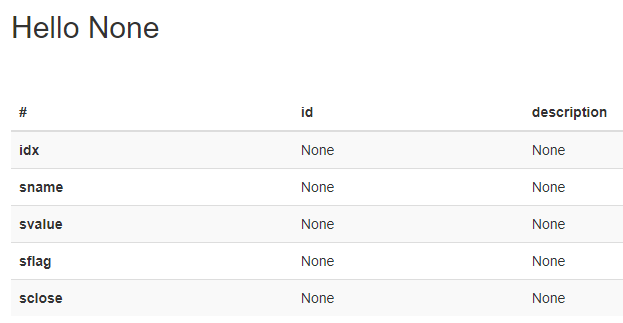 Hello None
# id description
idx None None
sname None None
svalue None None
sflag None None
sclose None None